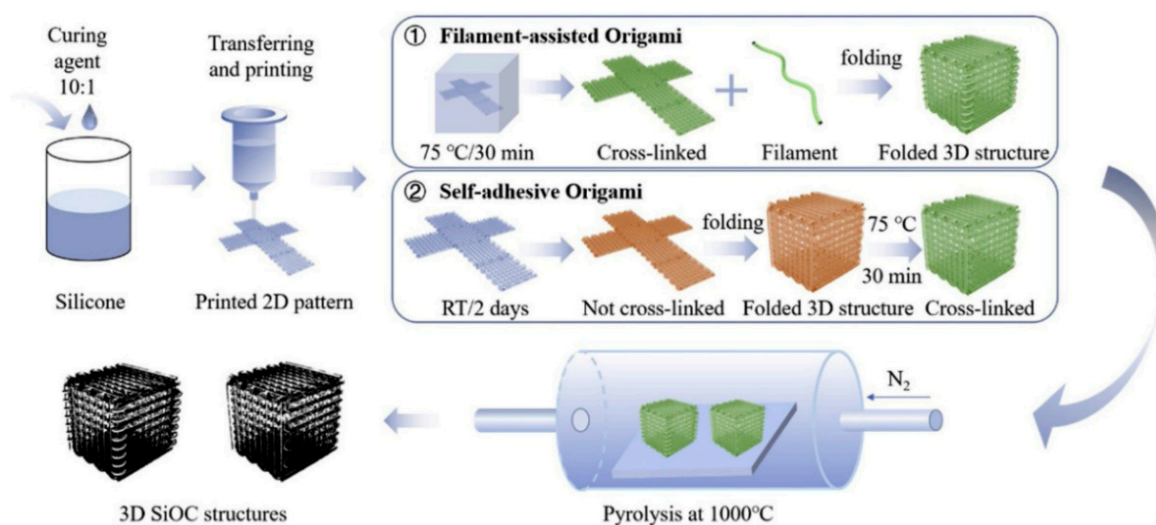 Curing
agent
10:1
Silicone
Transferring
and printing
Printed 2D pattern
① Filament-assisted Origami
folding
75 °C/30 min
Cross-linked
Filament
Folded 3D structure
② Self-adhesive Origami
folding
75 °C
30 min
RT/2 days
Not cross-linked
Folded 3D structure
Cross-linked
N₂
Pyrolysis at 1000°C
3D SiOC structures